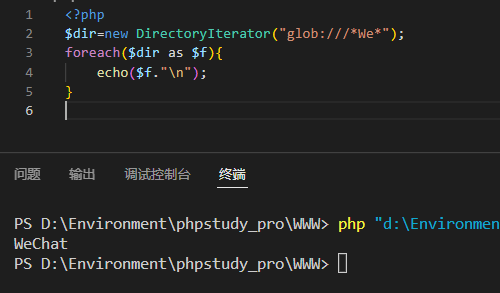 1 <?php
2 $dir=new DirectoryIterator("glob:///*We*");
3 foreach($dir as $f){
4 echo($f."\n");
5 }
6
问题 输出 调试控制台 终端
PS D:\Environment\phpstudy_pro\WWW> php "d:\Environmen
WeChat
PS D:\Environment\phpstudy_pro\WWW>